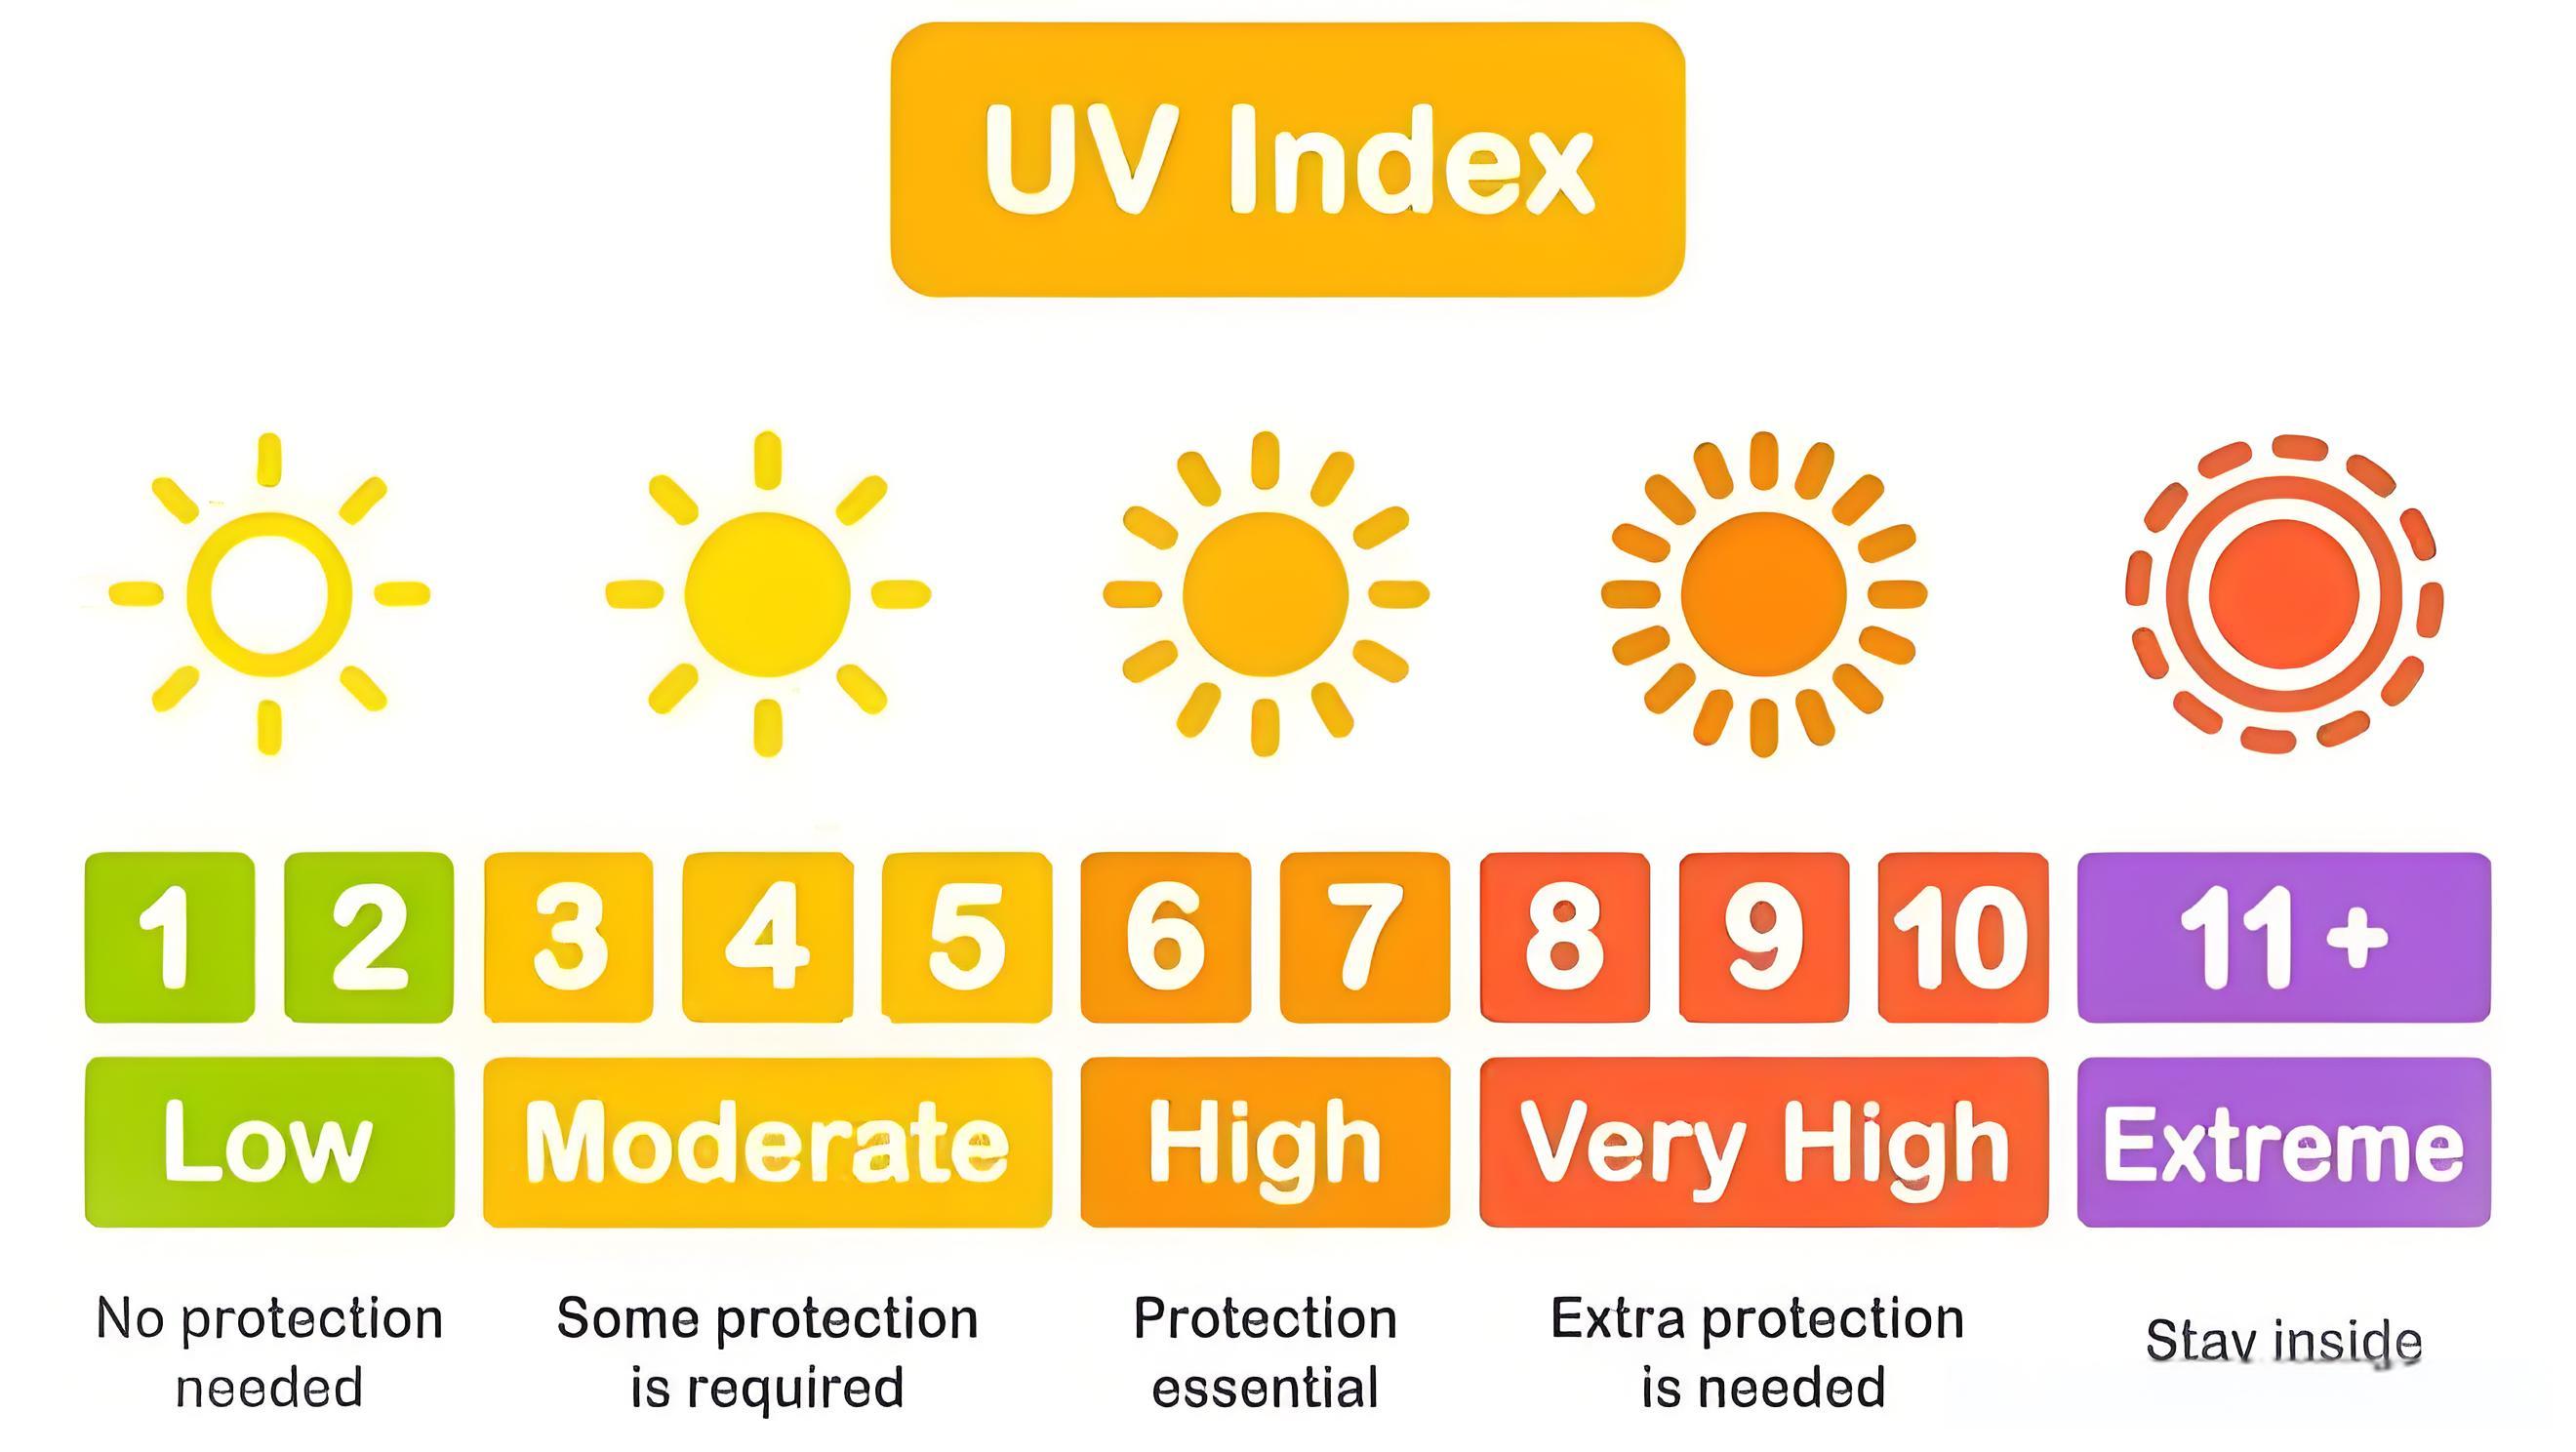 UV Index
1 2 3 4 5 6 7 8 9 10 11 +
Low Moderate High Very High Extreme
No protection
needed
Some protection
is required
Protection
essential
Extra protection
is needed
Stay inside